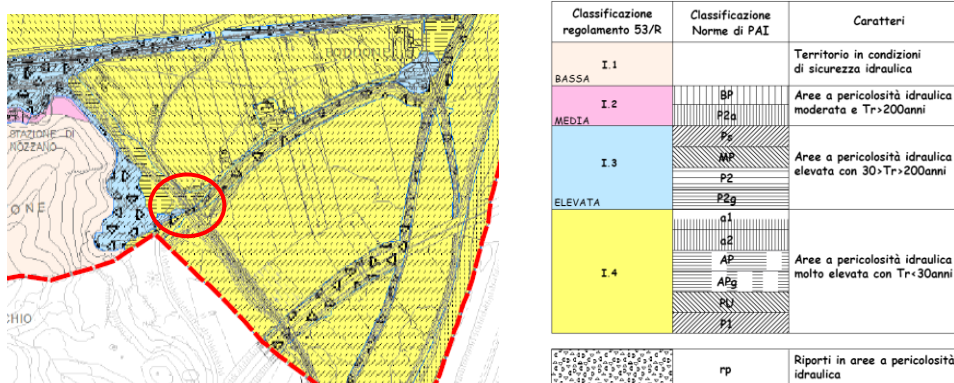 BODONE
STAZIONE DI
NOZZANO
ONE
CHIO
Classificazione
regolamento 53/R
Classificazione
Norme di PAI
Caratteri
I.1
BASSA
Territorio in condizioni
di sicurezza idraulica
I.2
MEDIA
BP
P2a
Aree a pericolosità idraulica
moderata e Tr>200anni
I.3
ELEVATA
Ps
MP
P2
P2g
Aree a pericolosità idraulica
elevata con 30>Tr>200anni
I.4
a1
a2
AP
APg
PU
P1
Aree a pericolosità idraulica
molto elevata con Tr<30anni
rp
Riporti in aree a pericolosità
idraulica